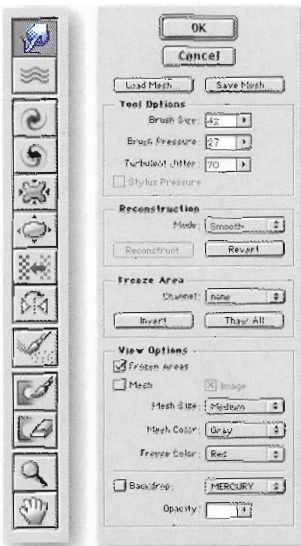 OK
Cancel
Load Mesh...
Save Mesh...
Tool Options
Brush Size: 42
Brush Pressure: 27
Turbulent Jitter: 70
Stylus Pressure
Reconstruction
Mode: Smooth
Reconstruct
Revert
Freeze Area
Channel: none
Invert
Thaw All
View Options
Frozen Areas
Mesh
Image
Mesh Size: Medium
Mesh Color: Gray
Freeze Color: Red
Backdrop: MERCURY
Opacity: